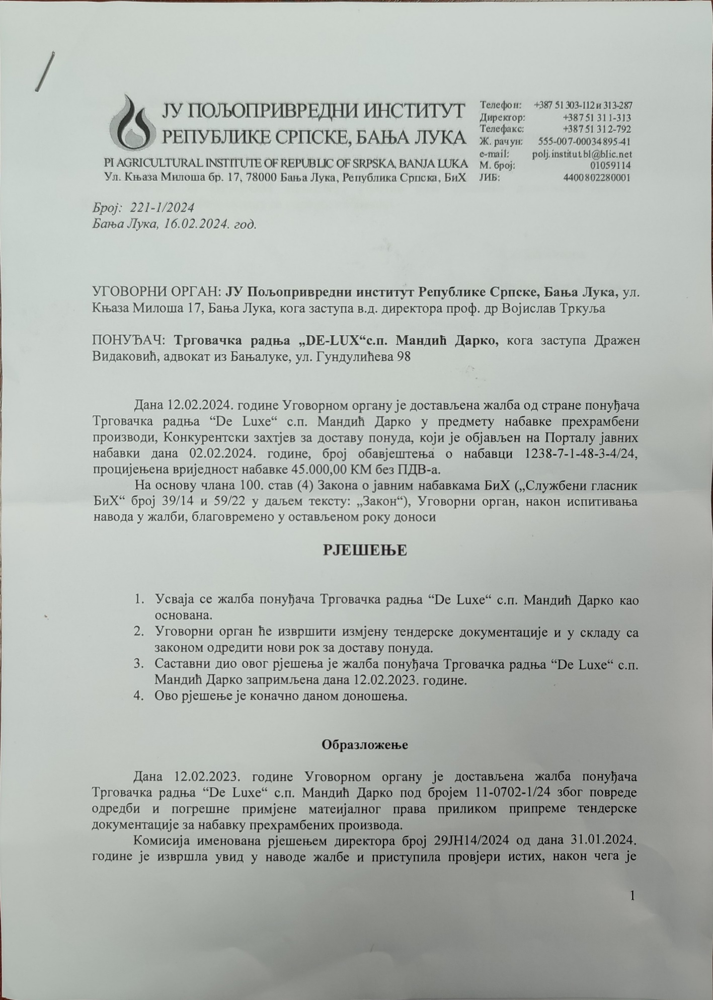 ЈУ ПОЉОПРИВРЕДНИ ИНСТИТУТ
РЕПУБЛИКЕ СРПСКЕ, БАЊА ЛУКА
PI AGRICULTURAL INSTITUTE OF REPUBLIC OF SRPSKA, BANJA LUKA
Ул. Књаза Милоша бр. 17, 78000 Бања Лука, Република Српска, БиХ
Телефон: +387 51 303-112 и 313-287
Директор: +387 51 311-313
Телефакс: +387 51 312-792
Ж. рачун: 555-007-00034895-41
e-mail: polj.institut.bl@blic.net
М. број: 01059114
ЈИБ: 4400802280001
Број: 221-1/2024
Бања Лука, 16.02.2024. год.
УГОВОРНИ ОРГАН: ЈУ Пољопривредни институт Републике Српске, Бања Лука, ул.
Књаза Милоша 17, Бања Лука, кога заступа в.д. директора проф. др Војислав Тркуља
ПОНУЂАЧ: Трговачка радња „DE-LUX“с.п. Мандић Дарко, кога заступа Дражен
Видаковић, адвокат из Бањалуке, ул. Гундулићева 98
Дана 12.02.2024. године Уговорном органу је достављена жалба од стране понуђача
Трговачка радња “De Luxe“ с.п. Мандић Дарко у предмету набавке прехрамбени
производи, Конкурентски захтјев за доставу понуда, који је објављен на Порталу јавних
набавки дана 02.02.2024. године, број обавјештења о набавци 1238-7-1-48-3-4/24,
процијењена вриједност набавке 45.000,00 КМ без ПДВ-а.
На основу члана 100. став (4) Закона о јавним набавкама БиХ („Службени гласник
БиХ“ број 39/14 и 59/22 у даљем тексту: „Закон“), Уговорни орган, након испитивања
навода у жалби, благовремено у остављеном року доноси
РЈЕШЕЊЕ
1. Усваја се жалба понуђача Трговачка радња “De Luxe“ с.п. Мандић Дарко као
основана.
2. Уговорни орган ће извршити измјену тендерске документације и у складу са
законом одредити нови рок за доставу понуда.
3. Саставни дио овог рјешења је жалба понуђача Трговачка радња “De Luxe“ с.п.
Мандић Дарко запримљена дана 12.02.2023. године.
4. Ово рјешење је коначно даном доношења.
Образложење
Дана 12.02.2023. године Уговорном органу је достављена жалба понуђача
Трговачка радња “De Luxe“ с.п. Мандић Дарко под бројем 11-0702-1/24 због повреде
одредби и погрешне примјене матеијалног права приликом припреме тендерске
документације за набавку прехрамбених производа.
Комисија именована рјешењем директора број 29ЈН14/2024 од дана 31.01.2024.
године је извршла увид у наводе жалбе и приступила провјери истих, након чега је
1